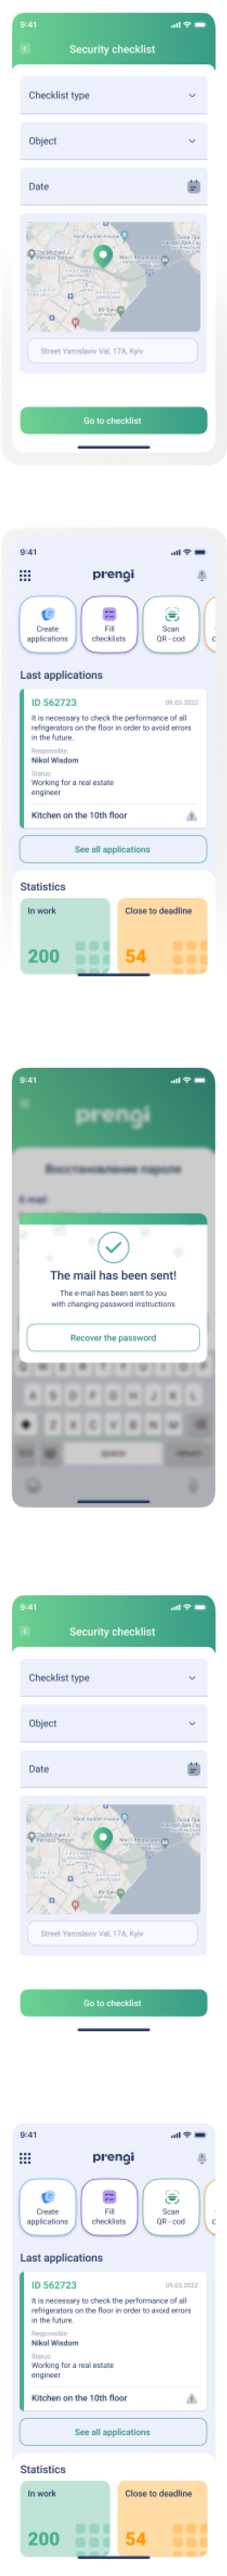 9:41
Security checklist
Checklist type
Object
Date
Street Yaroslaviv Val, 17A, Kyiv
Go to checklist
9:41
prengi
Create
applications
Fill
checklists
Scan
QR - cod
Last applications
ID 562723
09.03.2022
It is necessary to check the performance of all
refrigerators on the floor in order to avoid errors
in the future.
Responsible:
Nikol Wisdom
Status:
Working for a real estate
engineer
Kitchen on the 10th floor
See all applications
Statistics
In work
200
Close to deadline
54
9:41
prengi
Восстановление пароля
E-mail
The mail has been sent!
The e-mail has been sent to you
with changing password instructions
Recover the password
A S D F G H J K L
Z X C V B N M
9:41
Security checklist
Checklist type
Object
Date
Street Yaroslaviv Val, 17A, Kyiv
Go to checklist
9:41
prengi
Create
applications
Fill
checklists
Scan
QR - cod
Last applications
ID 562723
09.03.2022
It is necessary to check the performance of all
refrigerators on the floor in order to avoid errors
in the future.
Responsible:
Nikol Wisdom
Status:
Working for a real estate
engineer
Kitchen on the 10th floor
See all applications
Statistics
In work
200
Close to deadline
54